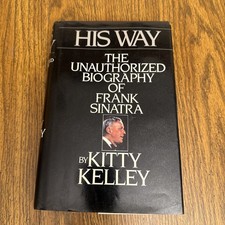 HIS WAY
THE
UNAUTHORIZED
BIOGRAPHY
OF
FRANK
SINATRA
BY KITTY
KELLEY